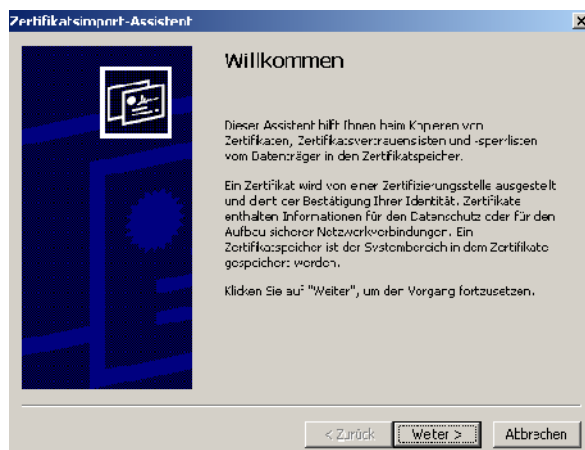 Zertifikatsimport-Assistent
Willkommen
Dieser Assistent hilft Ihnen beim Kopieren von
Zertifikaten, Zertifikatsvertrauenslisten und -sperrlisten
vom Datenträger in den Zertifikatspeicher.
Ein Zertifikat wird von einer Zertifizierungsstelle ausgestellt
und dient der Bestätigung Ihrer Identität. Zertifikate
enthalten Informationen für den Datenschutz oder für den
Aufbau sicherer Netzwerkverbindungen. Ein
Zertifikatspeicher ist der Systembereich in dem Zertifikate
gespeichert werden.
Klicken Sie auf "Weiter", um den Vorgang fortzusetzen.
< Zurück Weiter > Abbrechen